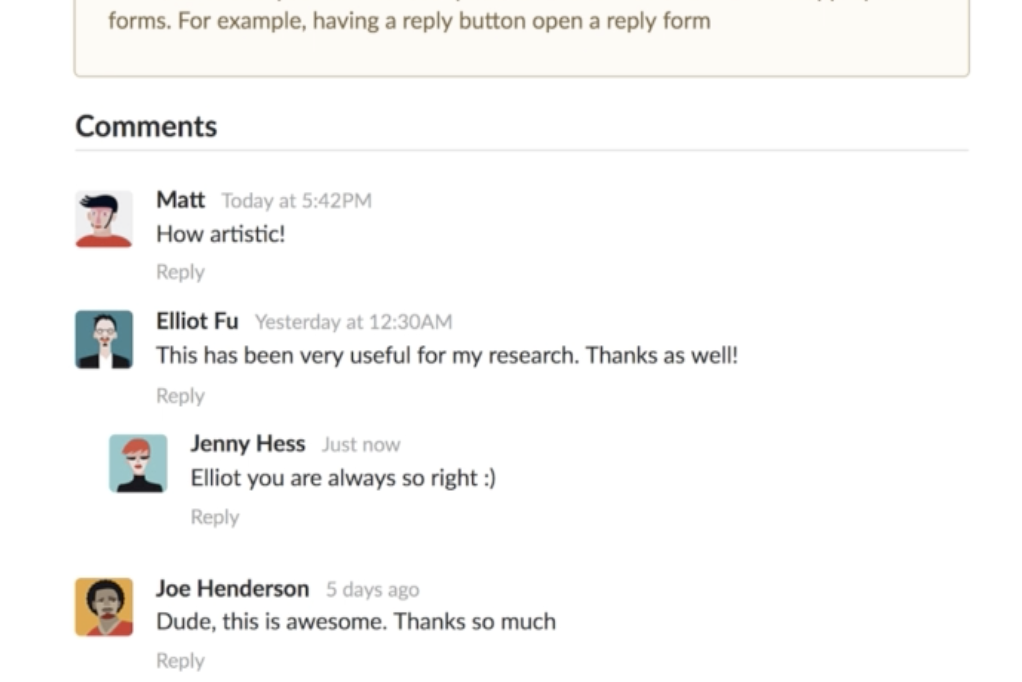 forms. For example, having a reply button open a reply form
Comments
Matt Today at 5:42PM
How artistic!
Reply
Elliot Fu Yesterday at 12:30AM
This has been very useful for my research. Thanks as well!
Reply
Jenny Hess Just now
Elliot you are always so right :)
Reply
Joe Henderson 5 days ago
Dude, this is awesome. Thanks so much
Reply